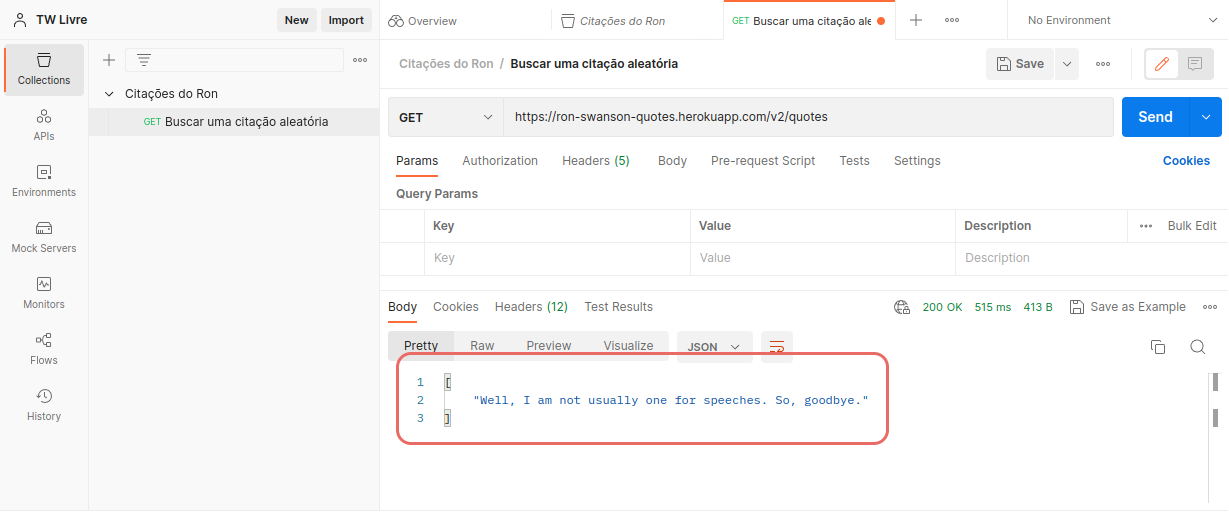 TW Livre
New
Import
Overview
Citações do Ron
GET Buscar uma citação ale
No Environment
Collections
APIs
Environments
Mock Servers
Monitors
Flows
History
Citações do Ron
GET Buscar uma citação aleatória
Citações do Ron / Buscar uma citação aleatória
Save
GET
https://ron-swanson-quotes.herokuapp.com/v2/quotes
Send
Params Authorization Headers (5) Body Pre-request Script Tests Settings Cookies
Query Params
Key Value Description Bulk Edit
Key Value Description
Body Cookies Headers (12) Test Results 200 OK 515 ms 413 B Save as Example
Pretty Raw Preview Visualize JSON
1 [
2 "Well, I am not usually one for speeches. So, goodbye."
3 ]